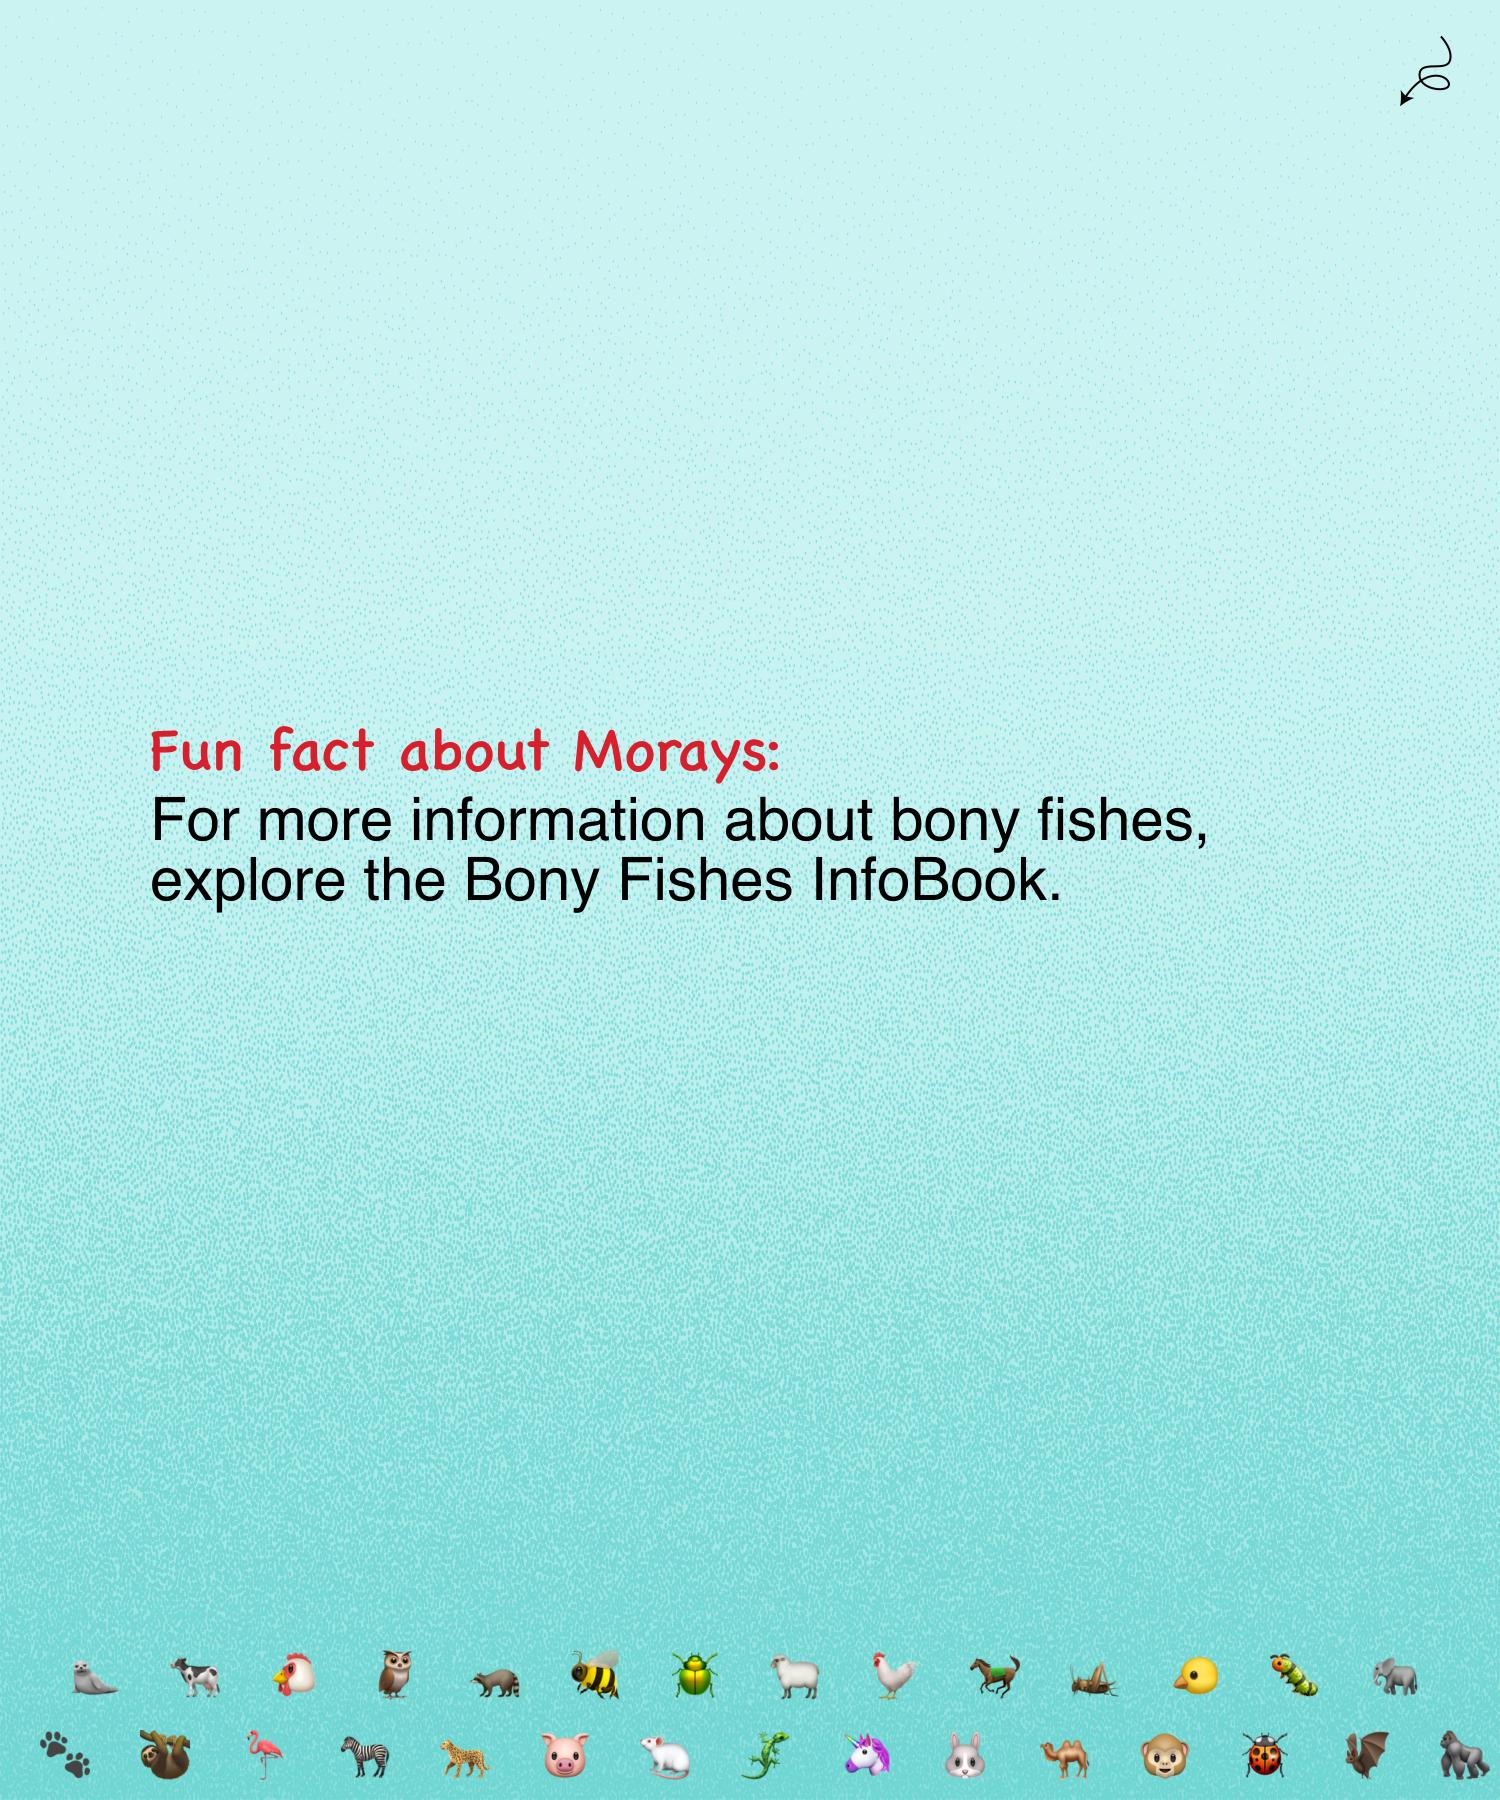 Fun fact about Morays:
For more information about bony fishes,
explore the Bony Fishes InfoBook.